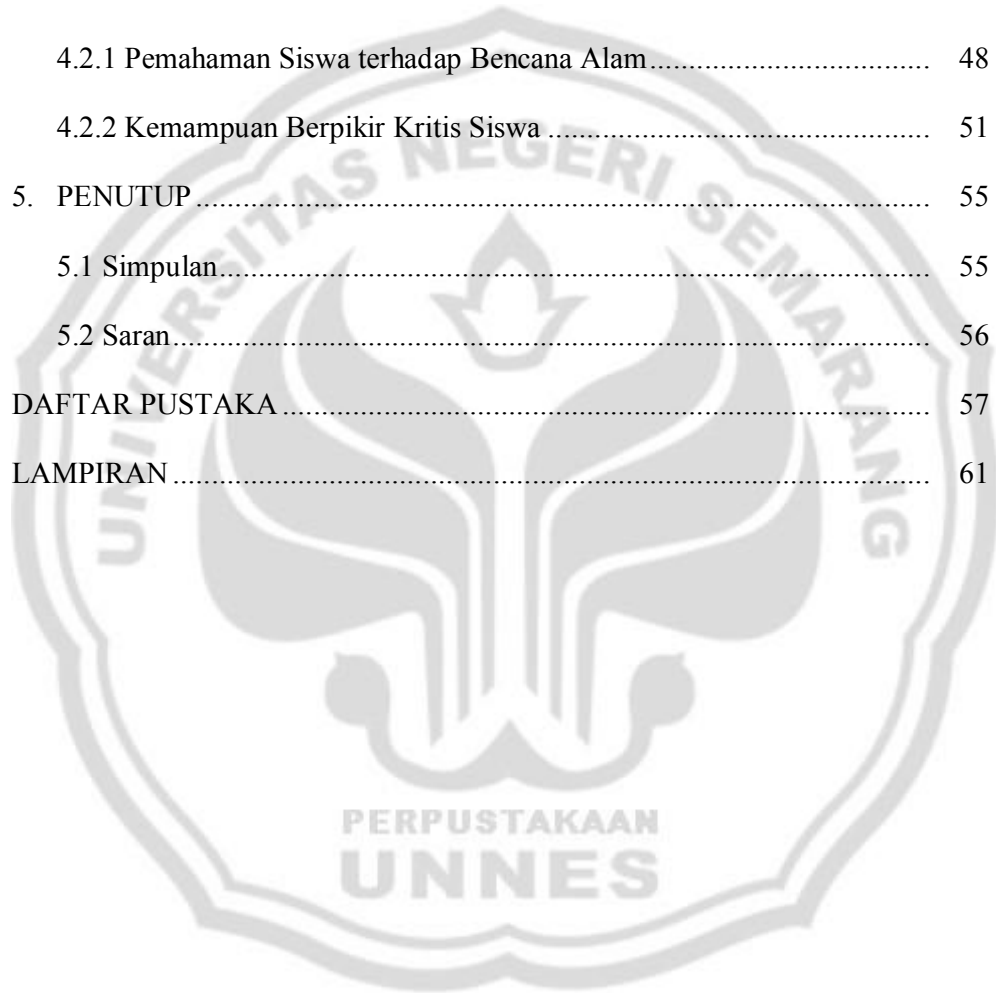 4.2.1 Pemahaman Siswa terhadap Bencana Alam.................................. 48
4.2.2 Kemampuan Berpikir Kritis Siswa ............................................... 51
5. PENUTUP ........................................................................................... 55
5.1 Simpulan........................................................................................ 55
5.2 Saran.............................................................................................. 56
DAFTAR PUSTAKA ................................................................................ 57
LAMPIRAN .............................................................................................. 61
UNIVERSITAS NEGERI SEMARANG
PERPUSTAKAAN
UNNES